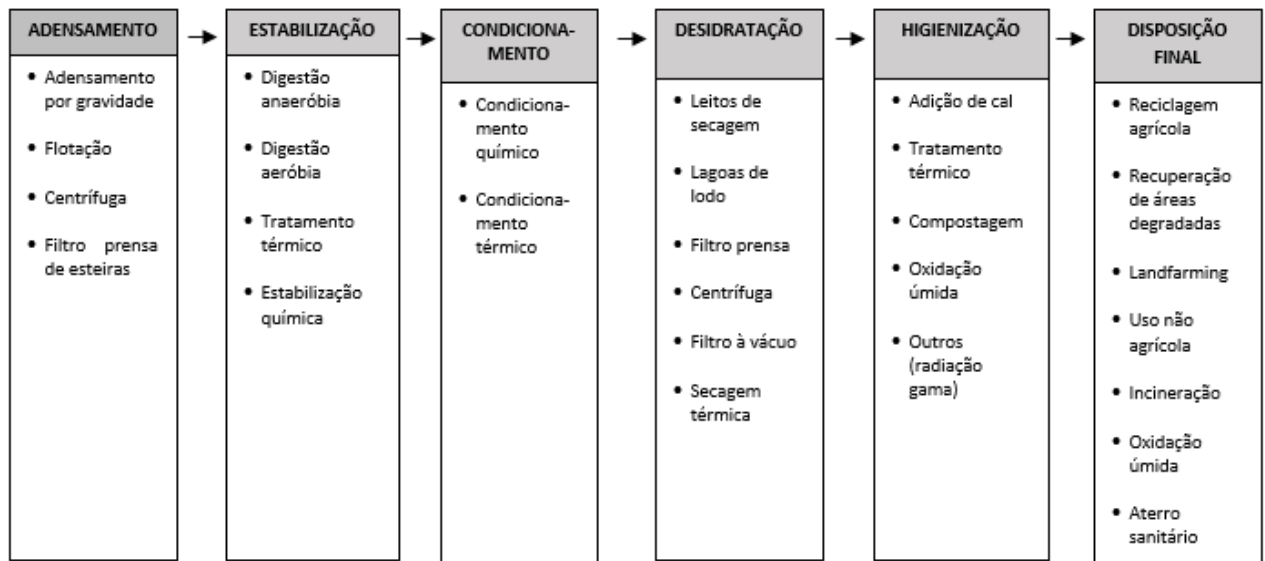 ADENSAMENTO
• Adensamento
por gravidade
• Flotação
• Centrífuga
• Filtro prensa
de esteiras
ESTABILIZAÇÃO
• Digestão
anaeróbia
• Digestão
aeróbia
• Tratamento
térmico
• Estabilização
química
CONDICIONA-
MENTO
• Condiciona-
mento
químico
• Condiciona-
mento
térmico
DESIDRATAÇÃO
• Leitos de
secagem
• Lagoas de
lodo
• Filtro prensa
• Centrífuga
• Filtro à vácuo
• Secagem
térmica
HIGIENIZAÇÃO
• Adição de cal
• Tratamento
térmico
• Compostagem
• Oxidação
úmida
• Outros
(radiação
gama)
DISPOSIÇÃO
FINAL
• Reciclagem
agrícola
• Recuperação
de áreas
degradadas
• Landfarming
• Uso não
agrícola
• Incineração
• Oxidação
úmida
• Aterro
sanitário